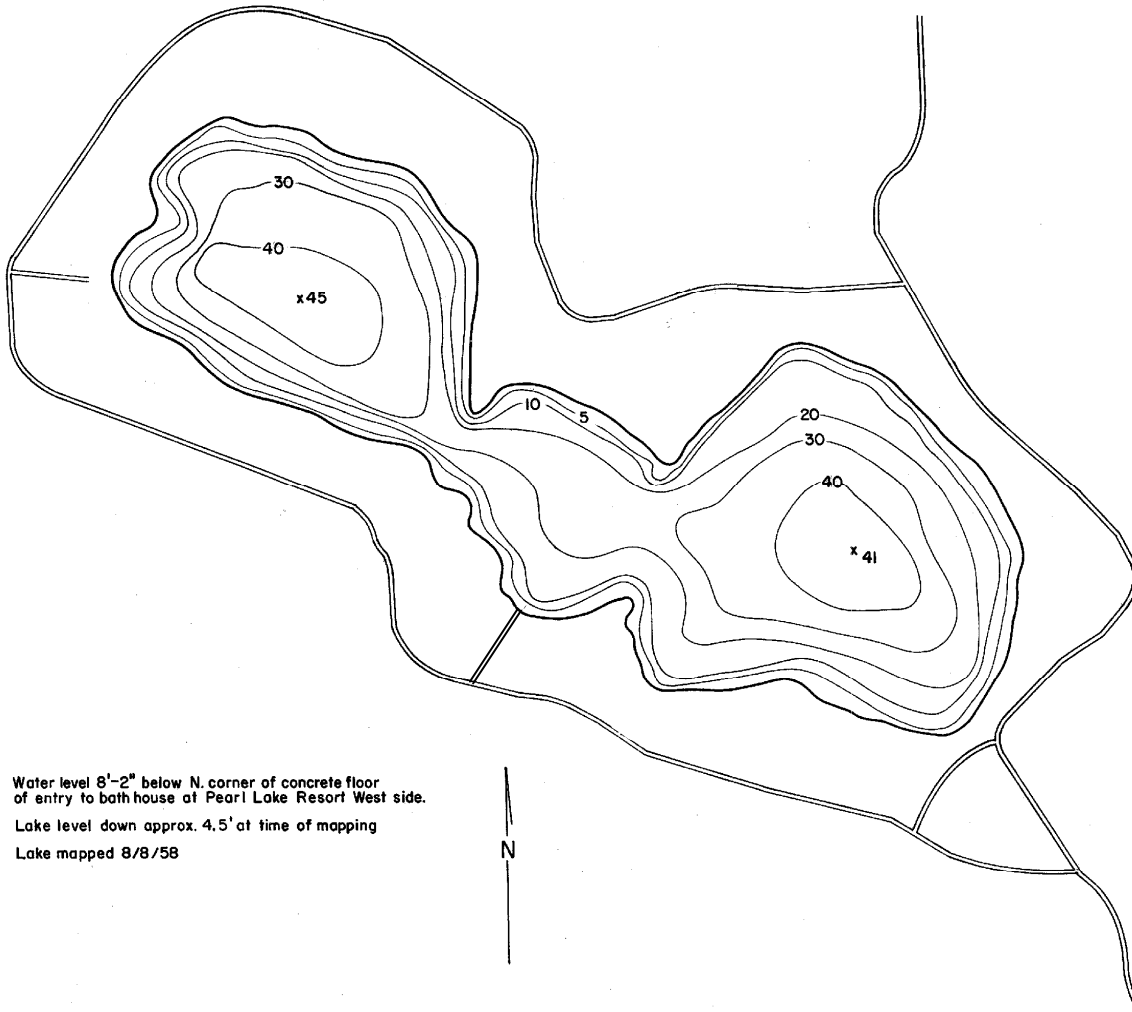 30
40
x45
10
5
20
30
40
x 41
Water level 8'-2" below N. corner of concrete floor
of entry to bath house at Pearl Lake Resort West side.
Lake level down approx. 4.5' at time of mapping
Lake mapped 8/8/58
N